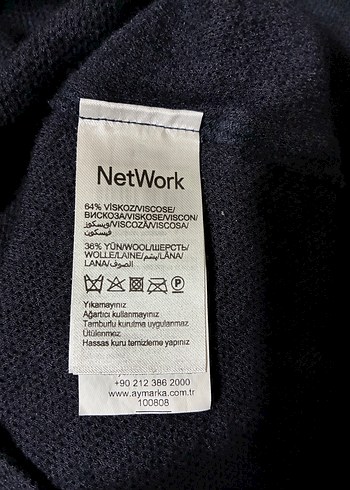 NetWork
64% VİSKOZ/VISCOSE/
ВИСКОЗА/VISKOSE/VISCON/
ويسكوز/VISCOZĂ/VISCOSA/
فيسكون
36% YÜN/WOOL/ШЕРСТЬ/
WOLLE/LAINE/پشم/LÂNA/
LANA/الصوف
P
Yıkamayınız
Ağartıcı kullanmayınız
Tamburlu kurutma uygulanmaz
Ütülenmez
Hassas kuru temizleme yapınız
+90 212 386 2000
www.aymarka.com.tr
100808